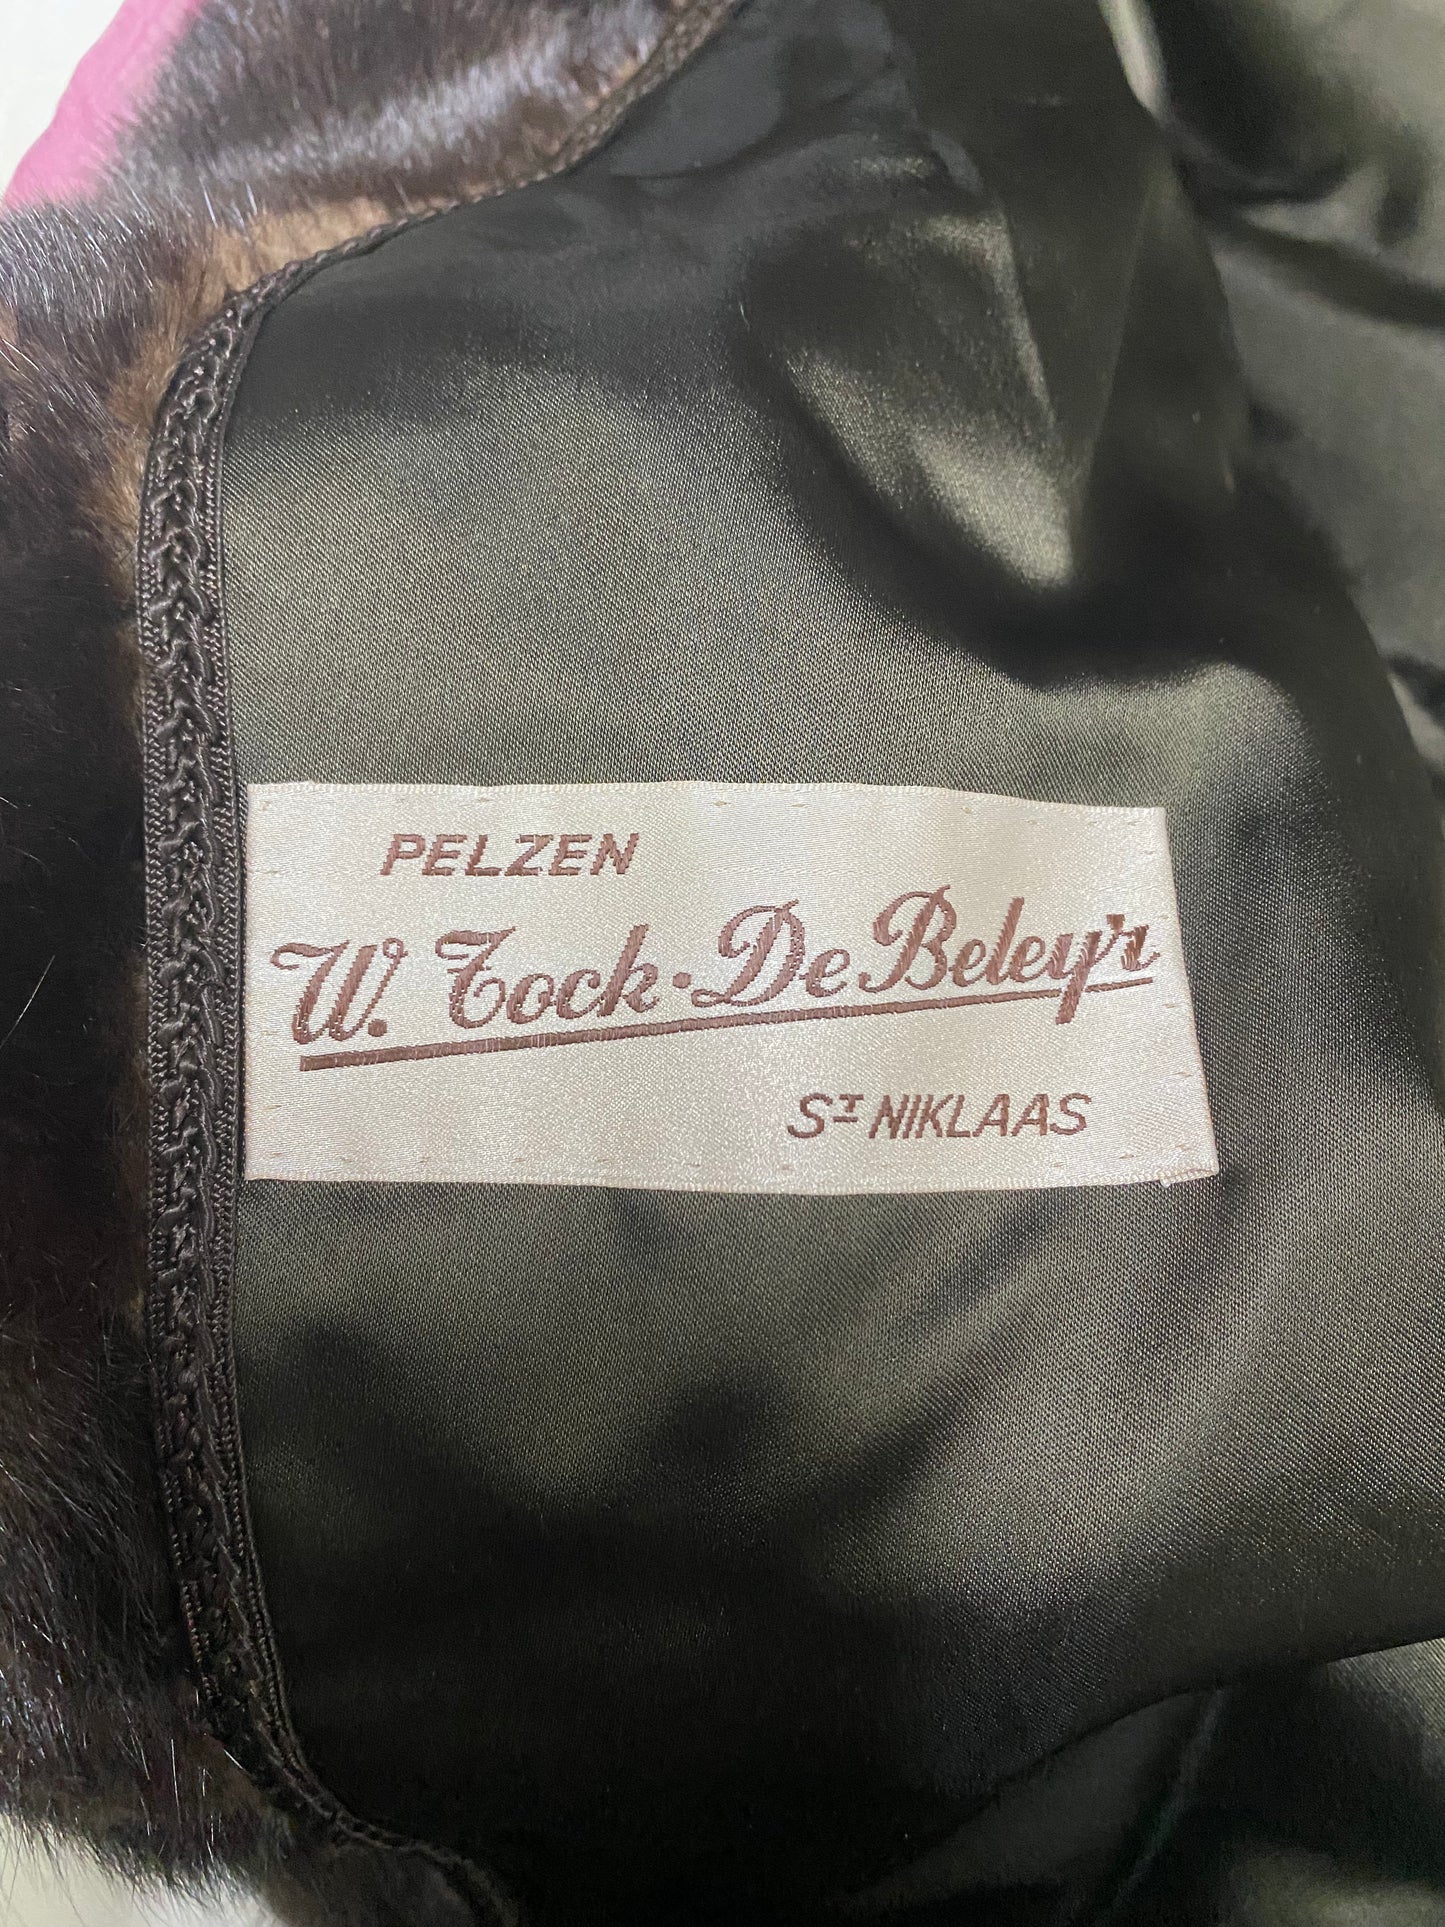 PELZEN
W. Tock · De Beleyr
ST NIKLAAS